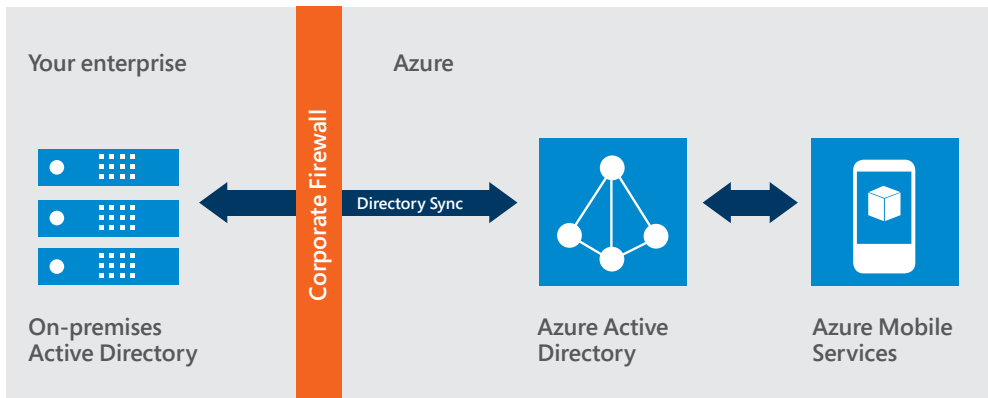 Your enterprise
Azure
Corporate Firewall
Directory Sync
On-premises
Active Directory
Azure Active
Directory
Azure Mobile
Services